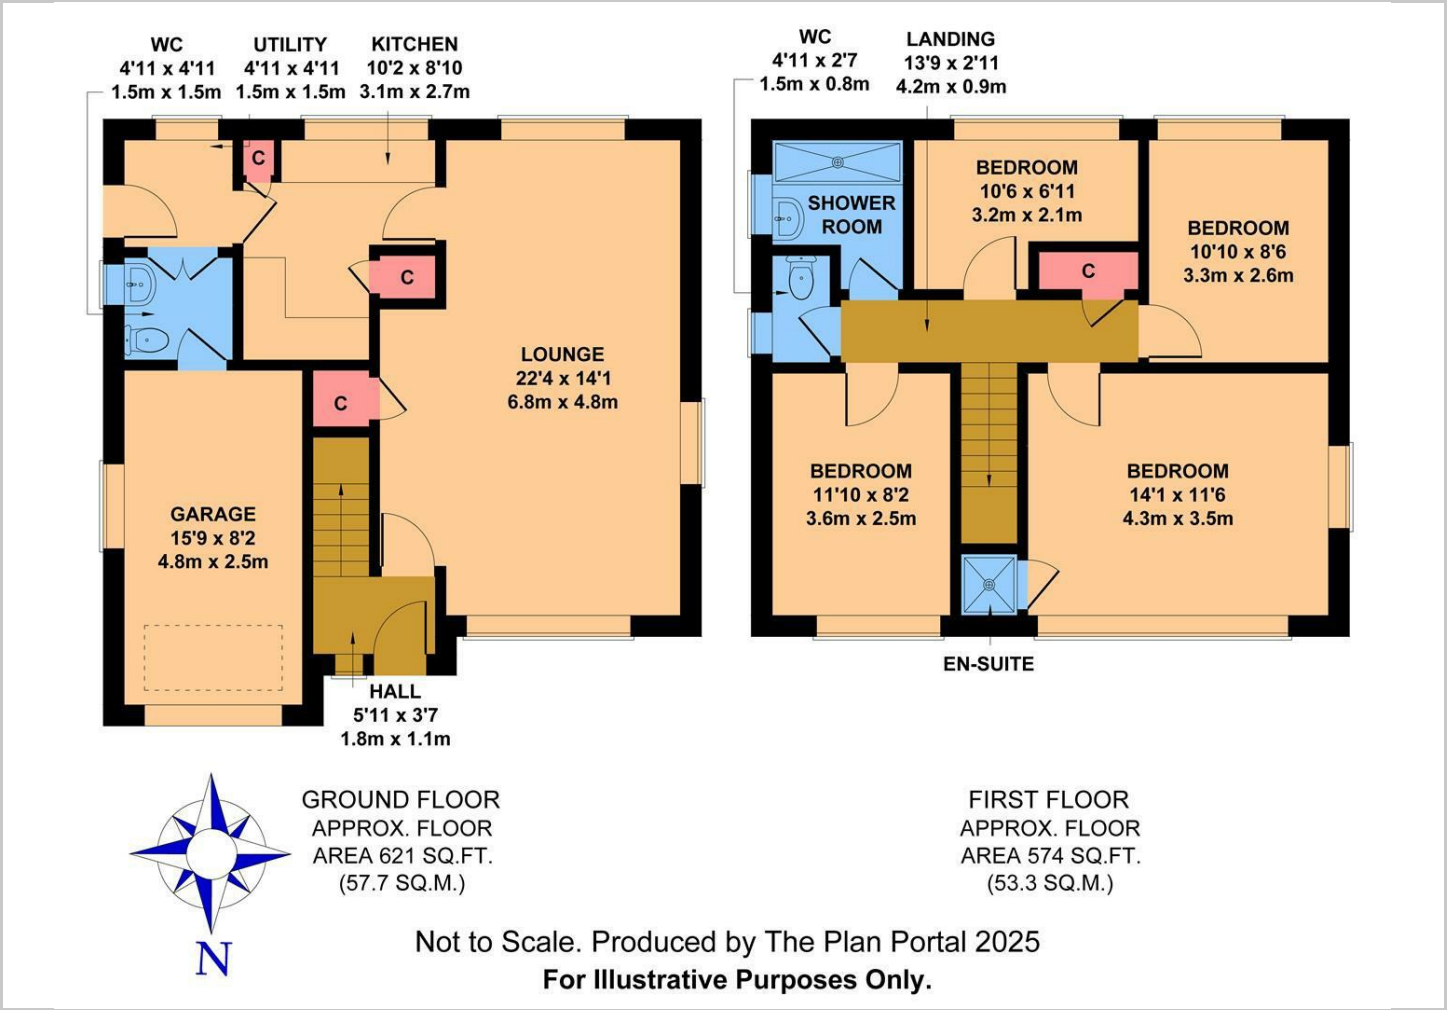 WC
4'11 x 4'11
1.5m x 1.5m
UTILITY
4'11 x 4'11
1.5m x 1.5m
KITCHEN
10'2 x 8'10
3.1m x 2.7m
C
C
C
LOUNGE
22'4 x 14'1
6.8m x 4.8m
GARAGE
15'9 x 8'2
4.8m x 2.5m
HALL
5'11 x 3'7
1.8m x 1.1m
WC
4'11 x 2'7
1.5m x 0.8m
LANDING
13'9 x 2'11
4.2m x 0.9m
SHOWER
ROOM
BEDROOM
10'6 x 6'11
3.2m x 2.1m
BEDROOM
10'10 x 8'6
3.3m x 2.6m
C
BEDROOM
11'10 x 8'2
3.6m x 2.5m
BEDROOM
14'1 x 11'6
4.3m x 3.5m
EN-SUITE
N
GROUND FLOOR
APPROX. FLOOR
AREA 621 SQ.FT.
(57.7 SQ.M.)
FIRST FLOOR
APPROX. FLOOR
AREA 574 SQ.FT.
(53.3 SQ.M.)
Not to Scale. Produced by The Plan Portal 2025
For Illustrative Purposes Only.